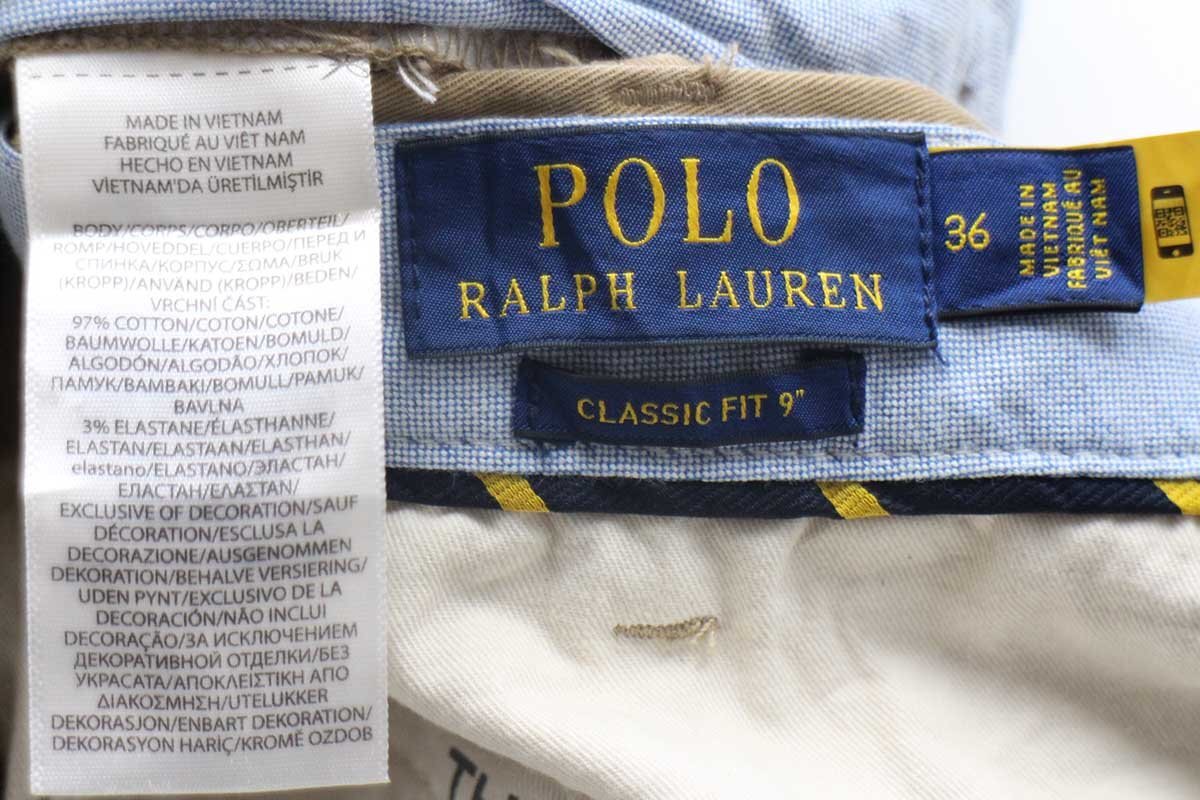 MADE IN VIETNAM
FABRIQUÉ AU VIÊT NAM
HECHO EN VIETNAM
VİETNAM'DA ÜRETİLMİŞTİR
BODY/CORPS/CORPO/OBERTEIL/
ROMP/HOVEDDEL/CUERPO/ПЕРЕД И
СПИНКА/КОРПУС/ΣΩΜΑ/BRUK
(KROPP)/ANVÄND (KROPP)/BEDEN/
VRCHNÍ ČÁST:
97% COTTON/COTON/COTONE/
BAUMWOLLE/KATOEN/BOMULD/
ALGODÓN/ALGODÃO/ХЛОПОК/
ПАМУК/ΒΑΜΒΑΚΙ/BOMULL/PAMUK/
BAVLNA
3% ELASTANE/ÉLASTHANNE/
ELASTAN/ELASTAAN/ELASTHAN/
elastano/ELASTANO/ЭЛАСТАН/
ЕЛАСТАН/ΕΛΑΣΤΑΝ/
EXCLUSIVE OF DECORATION/SAUF
DÉCORATION/ESCLUSA LA
DECORAZIONE/AUSGENOMMEN
DEKORATION/BEHALVE VERSIERING/
UDEN PYNT/EXCLUSIVO DE LA
DECORACIÓN/NÃO INCLUI
DECORAÇÃO/ЗА ИСКЛЮЧЕНИЕМ
ДЕКОРАТИВНОЙ ОТДЕЛКИ/БЕЗ
УКРАСАТА/ΑΠΟΚΛΕΙΣΤΙΚΗ ΑΠΟ
ΔΙΑΚΟΣΜΗΣΗ/UTELUKKER
DEKORASJON/ENBART DEKORATION/
DEKORASYON HARİÇ/KROMĚ OZDOB
POLO
RALPH LAUREN
CLASSIC FIT 9"
36
MADE IN
VIETNAM
FABRIQUÉ AU
VIÊT NAM